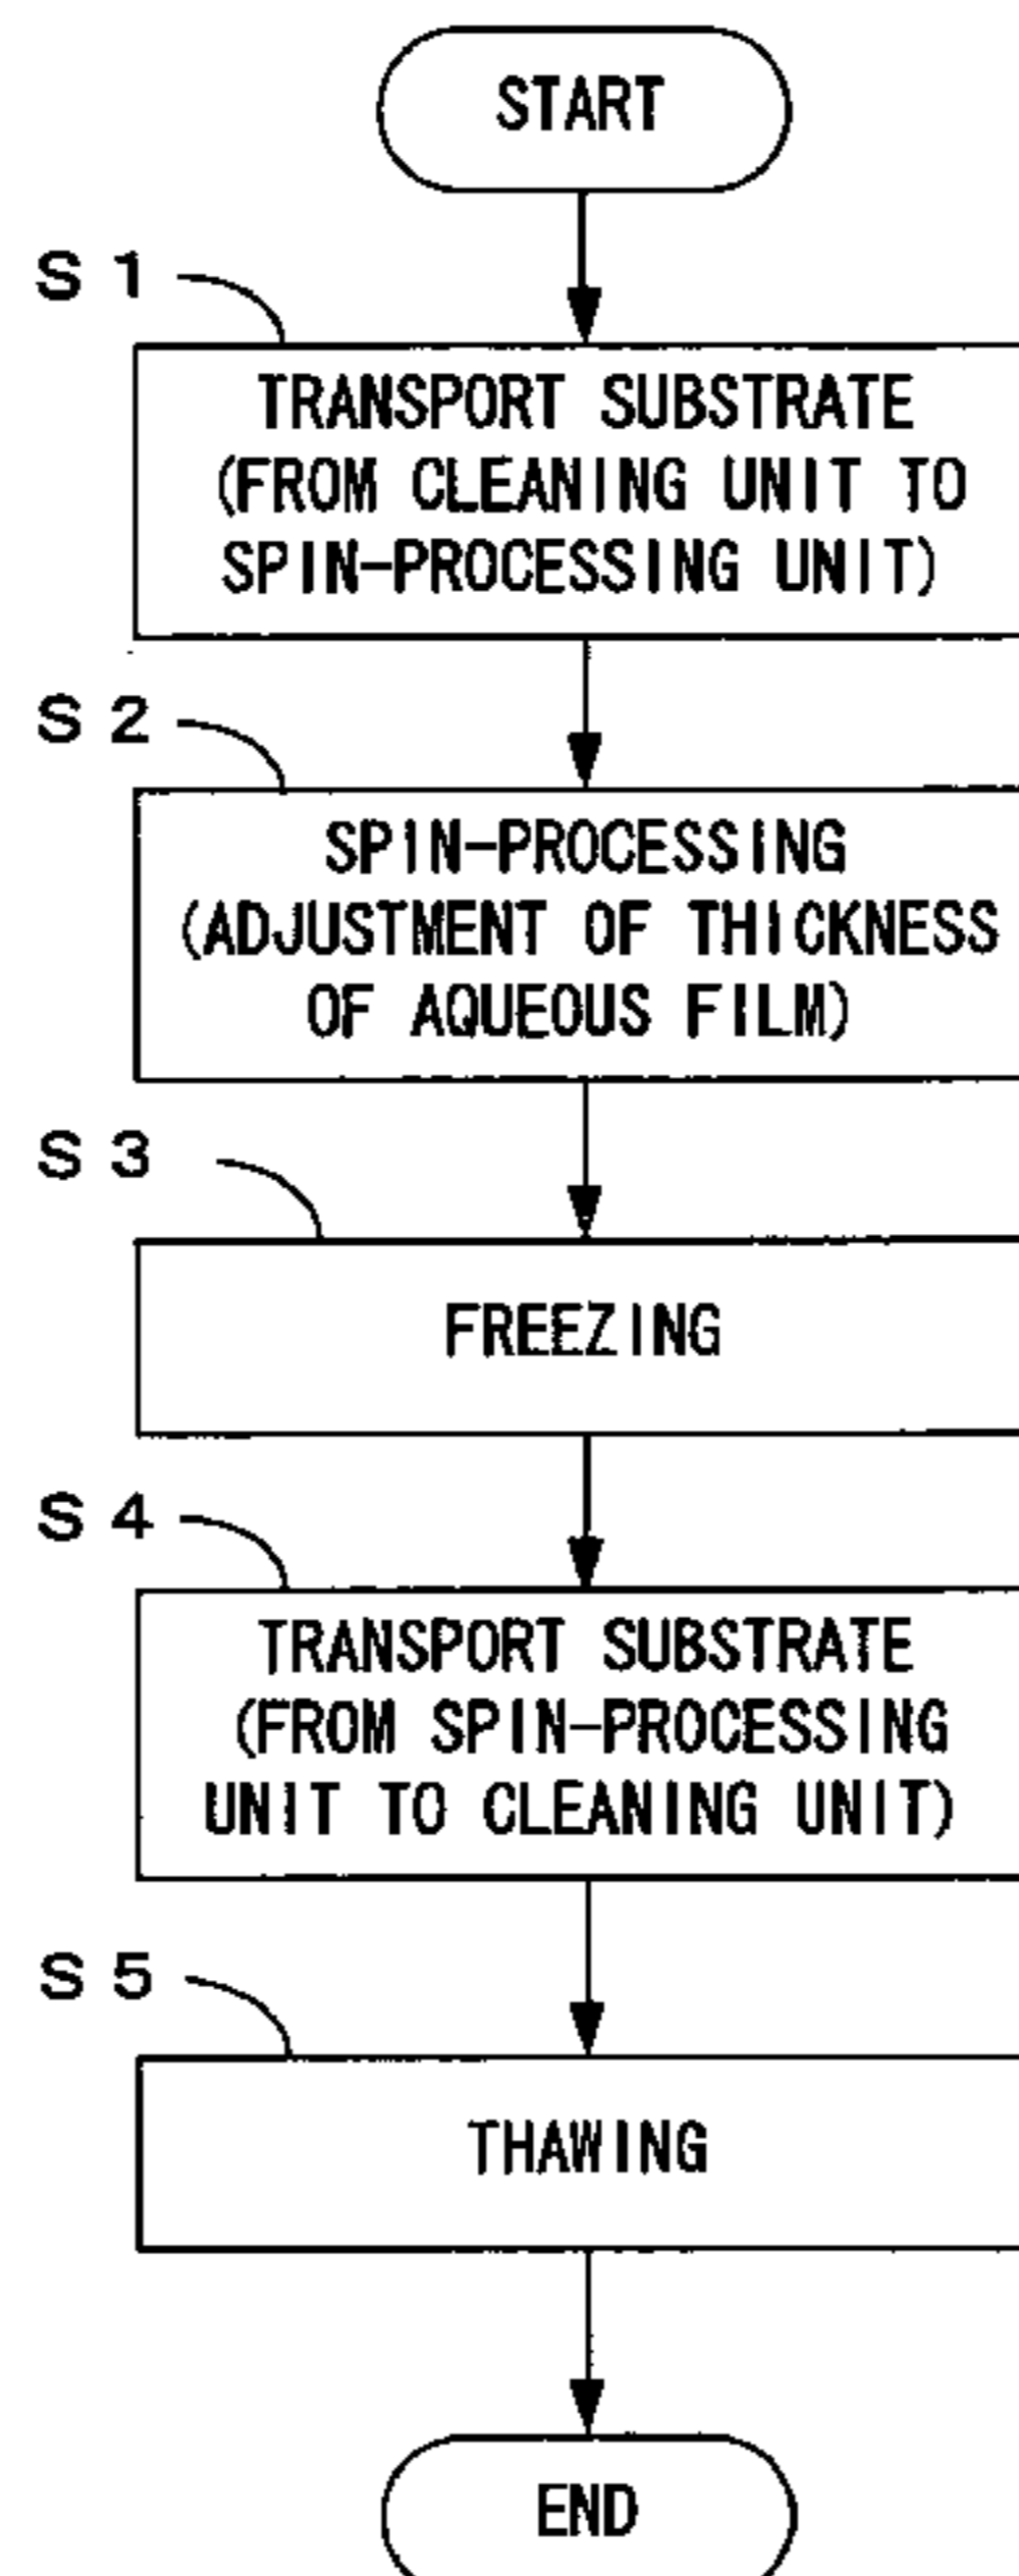 START
S 1
TRANSPORT SUBSTRATE
(FROM CLEANING UNIT TO
SPIN-PROCESSING UNIT)
S 2
SPIN-PROCESSING
(ADJUSTMENT OF THICKNESS
OF AQUEOUS FILM)
S 3
FREEZING
S 4
TRANSPORT SUBSTRATE
(FROM SPIN-PROCESSING
UNIT TO CLEANING UNIT)
S 5
THAWING
END